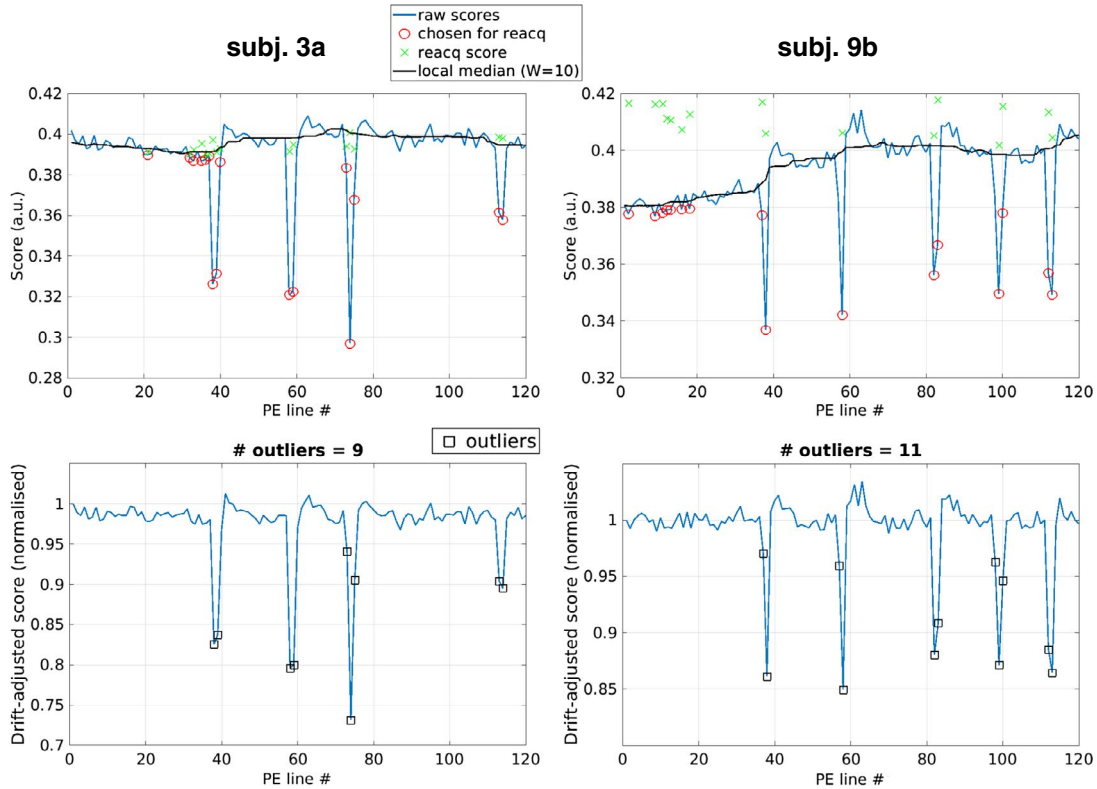 raw scores
chosen for reacq
reacq score
local median (W=10)
subj. 3a
subj. 9b
0.42
0.4
0.38
0.36
0.34
0.32
0.3
0.28
Score (a.u.)
0 20 40 60 80 100 120
PE line #
0.42
0.4
0.38
0.36
0.34
0.32
Score (a.u.)
0 20 40 60 80 100 120
PE line #
outliers
# outliers = 9
1
0.95
0.9
0.85
0.8
0.75
0.7
Drift-adjusted score (normalised)
0 20 40 60 80 100 120
PE line #
# outliers = 11
1
0.95
0.9
0.85
Drift-adjusted score (normalised)
0 20 40 60 80 100 120
PE line #